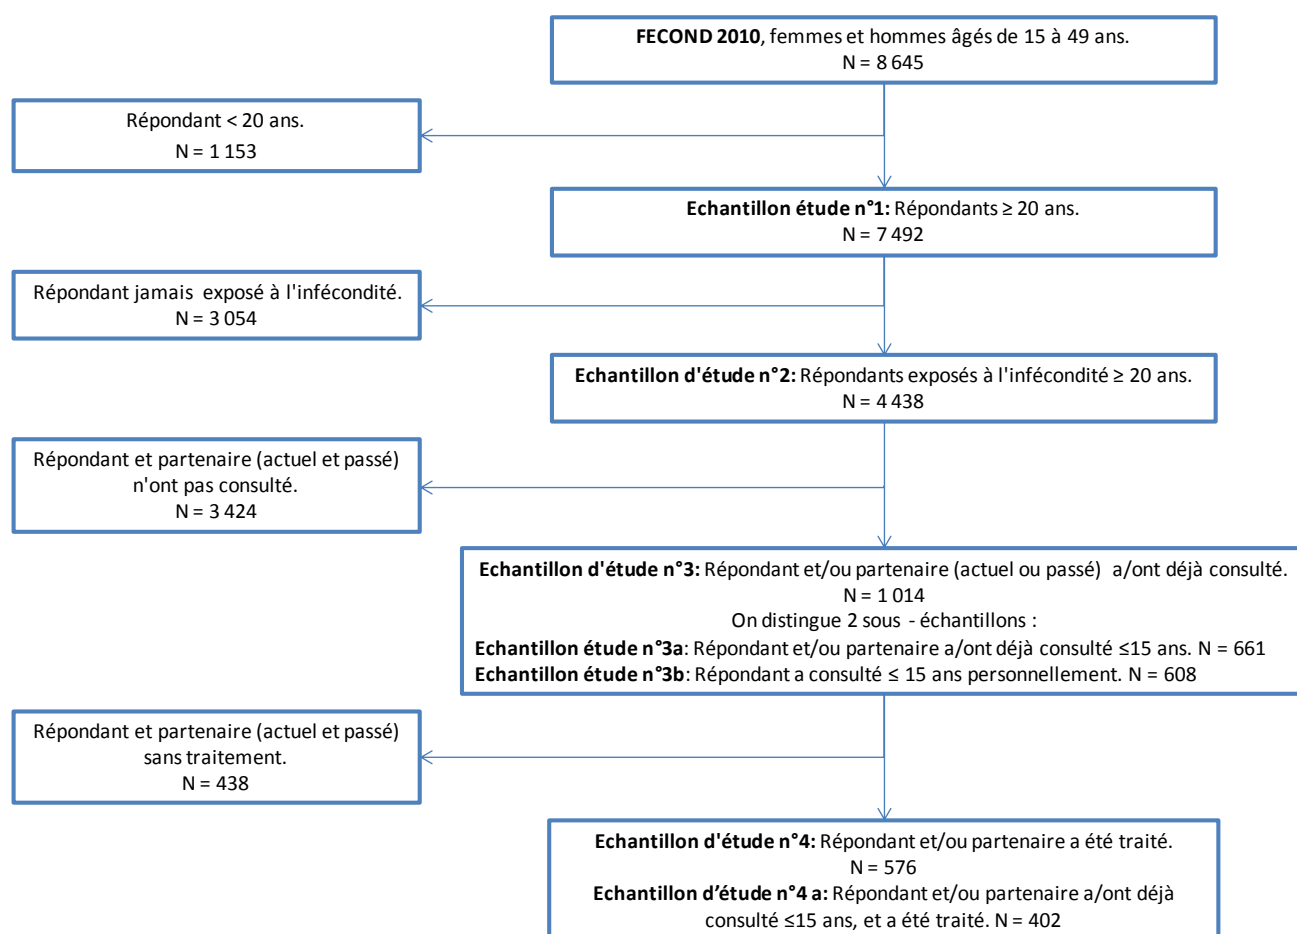 FECOND 2010, femmes et hommes âgés de 15 à 49 ans.
N = 8 645
Répondant < 20 ans.
N = 1 153
Echantillon étude n°1: Répondants ≥ 20 ans.
N = 7 492
Répondant jamais exposé à l'infécondité.
N = 3 054
Echantillon d'étude n°2: Répondants exposés à l'infécondité ≥ 20 ans.
N = 4 438
Répondant et partenaire (actuel et passé)
n'ont pas consulté.
N = 3 424
Echantillon d'étude n°3: Répondant et/ou partenaire (actuel ou passé) a/ont déjà consulté.
N = 1 014
On distingue 2 sous - échantillons :
Echantillon étude n°3a: Répondant et/ou partenaire a/ont déjà consulté ≤15 ans. N = 661
Echantillon étude n°3b: Répondant a consulté ≤ 15 ans personnellement. N = 608
Répondant et partenaire (actuel et passé)
sans traitement.
N = 438
Echantillon d'étude n°4: Répondant et/ou partenaire a été traité.
N = 576
Echantillon d’étude n°4 a: Répondant et/ou partenaire a/ont déjà
consulté ≤15 ans, et a été traité. N = 402